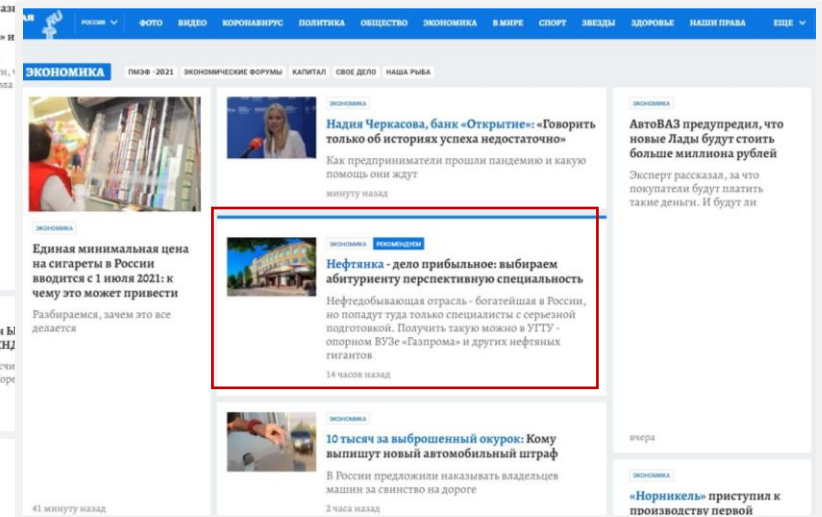 РОССИЯ ФОТО ВИДЕО КОРОНАВИРУС ПОЛИТИКА ОБЩЕСТВО ЭКОНОМИКА В МИРЕ СПОРТ ЗВЕЗДЫ ЗДОРОВЬЕ НАШИ ПРАВА ЕЩЕ
ЭКОНОМИКА ПМЭФ -2021 ЭКОНОМИЧЕСКИЕ ФОРУМЫ КАПИТАЛ СВОЕ ДЕЛО НАША РЫБА
ЭКОНОМИКА
Единая минимальная цена
на сигареты в России
вводится с 1 июля 2021: к
чему это может привести
Разбираемся, зачем это все
делается
41 минуту назад
ЭКОНОМИКА
Надия Черкасова, банк «Открытие»: «Говорить
только об историях успеха недостаточно»
Как предприниматели прошли пандемию и какую
помощь они ждут
минуту назад
ЭКОНОМИКА РЕКОМЕНДУЕМ
Нефтянка - дело прибыльное: выбираем
абитуриенту перспективную специальность
Нефтедобывающая отрасль - богатейшая в России,
но попадут туда только специалисты с серьезной
подготовкой. Получить такую можно в УГТУ -
опорном ВУЗе «Газпрома» и других нефтяных
гигантов
14 часов назад
ЭКОНОМИКА
10 тысяч за выброшенный окурок: Кому
выпишут новый автомобильный штраф
В России предложили наказывать владельцев
машин за свинство на дороге
2 часа назад
ЭКОНОМИКА
АвтоВАЗ предупредил, что
новые Лады будут стоить
больше миллиона рублей
Эксперт рассказал, за что
покупатели будут платить
такие деньги. И будут ли
вчера
ЭКОНОМИКА
«Норникель» приступил к
производству первой